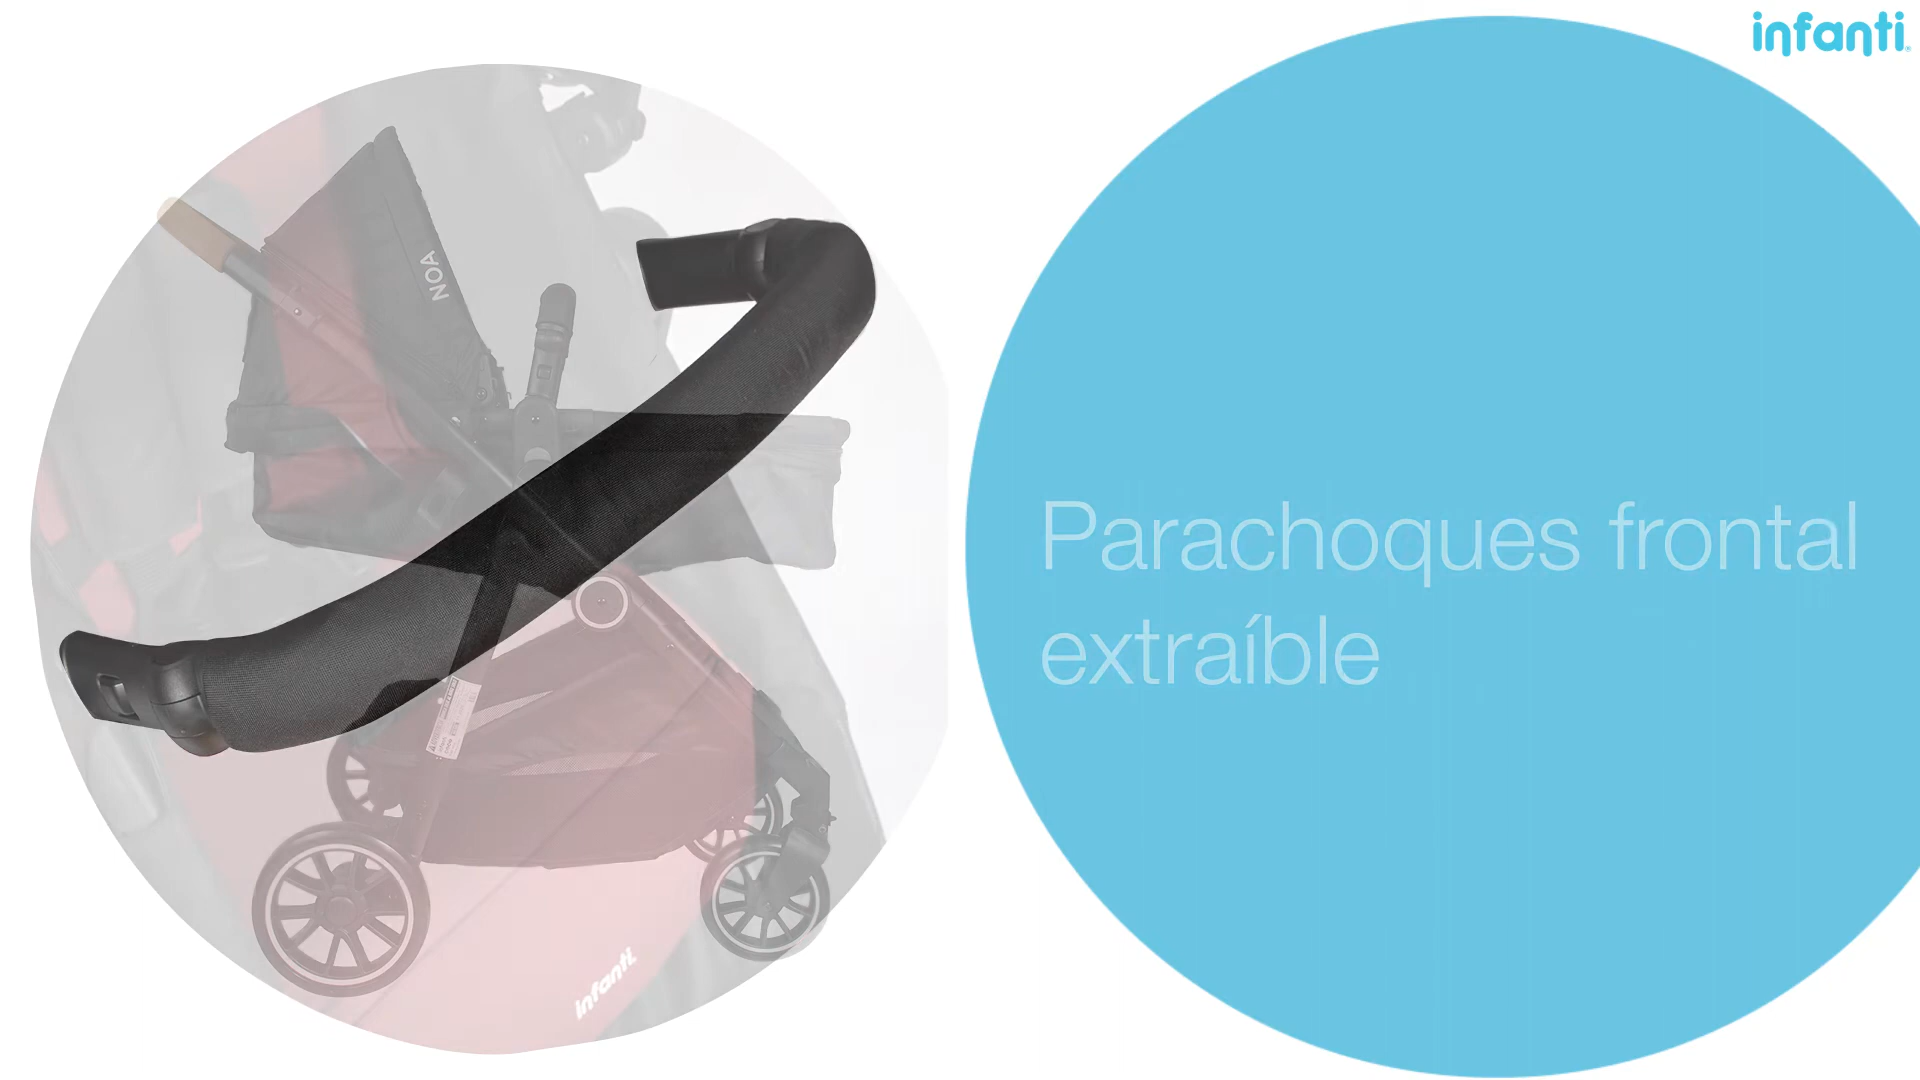 infanti
NOA
Parachoques frontal
extraíble
infanti